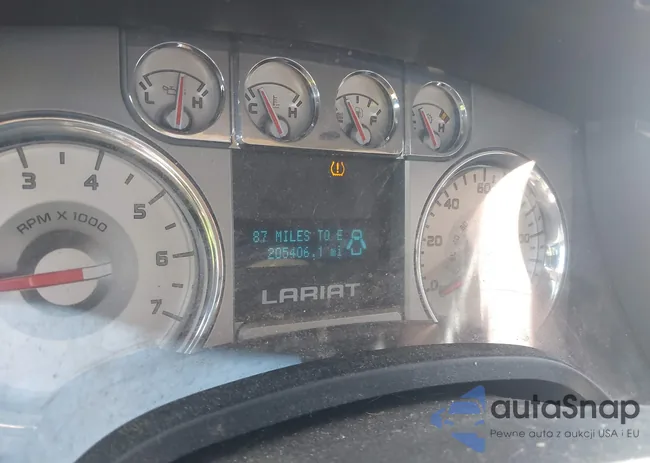 L H
C H
E F
C H
3 4 5 6 7
RPM X 1000
87 MILES TO E
205406.1 mi
LARIAT
0 20 40 60
autaSnap
Pewne auta z aukcji USA i EU